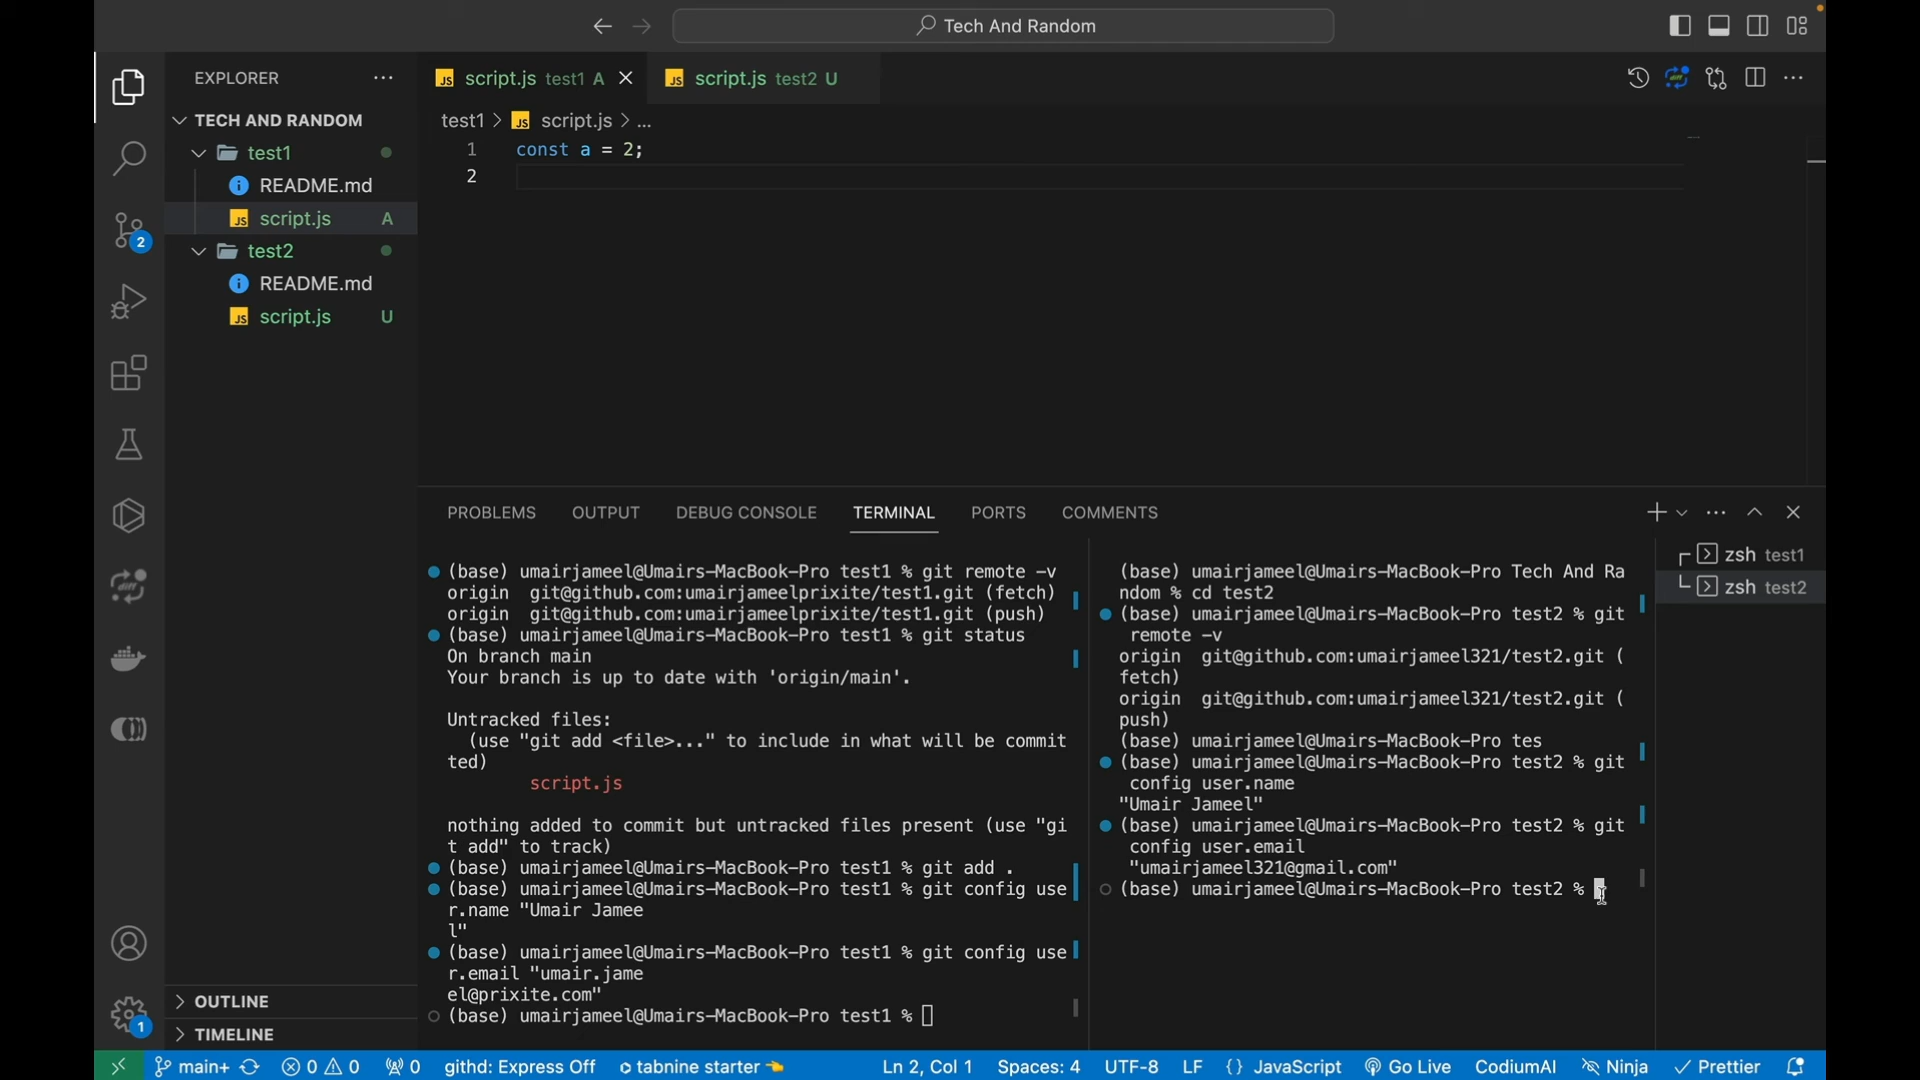 Tech And Random
EXPLORER
TECH AND RANDOM
test1
README.md
script.js A
test2
README.md
script.js U
OUTLINE
TIMELINE
2
1
script.js test1 A
script.js test2 U
test1 > script.js > ...
1 const a = 2;
2
PROBLEMS OUTPUT DEBUG CONSOLE TERMINAL PORTS COMMENTS
(base) umairjameel@Umairs-MacBook-Pro test1 % git remote -v
origin git@github.com:umairjameelprixite/test1.git (fetch)
origin git@github.com:umairjameelprixite/test1.git (push)
(base) umairjameel@Umairs-MacBook-Pro test1 % git status
On branch main
Your branch is up to date with 'origin/main'.
Untracked files:
(use "git add <file>..." to include in what will be commit
ted)
script.js
nothing added to commit but untracked files present (use "gi
t add" to track)
(base) umairjameel@Umairs-MacBook-Pro test1 % git add .
(base) umairjameel@Umairs-MacBook-Pro test1 % git config use
r.name "Umair Jamee
l"
(base) umairjameel@Umairs-MacBook-Pro test1 % git config use
r.email "umair.jame
el@prixite.com"
(base) umairjameel@Umairs-MacBook-Pro test1 %
(base) umairjameel@Umairs-MacBook-Pro Tech And Ra
ndom % cd test2
(base) umairjameel@Umairs-MacBook-Pro test2 % git
remote -v
origin git@github.com:umairjameel321/test2.git (
fetch)
origin git@github.com:umairjameel321/test2.git (
push)
(base) umairjameel@Umairs-MacBook-Pro tes
(base) umairjameel@Umairs-MacBook-Pro test2 % git
config user.name
"Umair Jameel"
(base) umairjameel@Umairs-MacBook-Pro test2 % git
config user.email
"umairjameel321@gmail.com"
(base) umairjameel@Umairs-MacBook-Pro test2 %
zsh test1
zsh test2
main+ 0 0 0 githd: Express Off tabnine starter Ln 2, Col 1 Spaces: 4 UTF-8 LF {} JavaScript Go Live CodiumAI Ninja Prettier